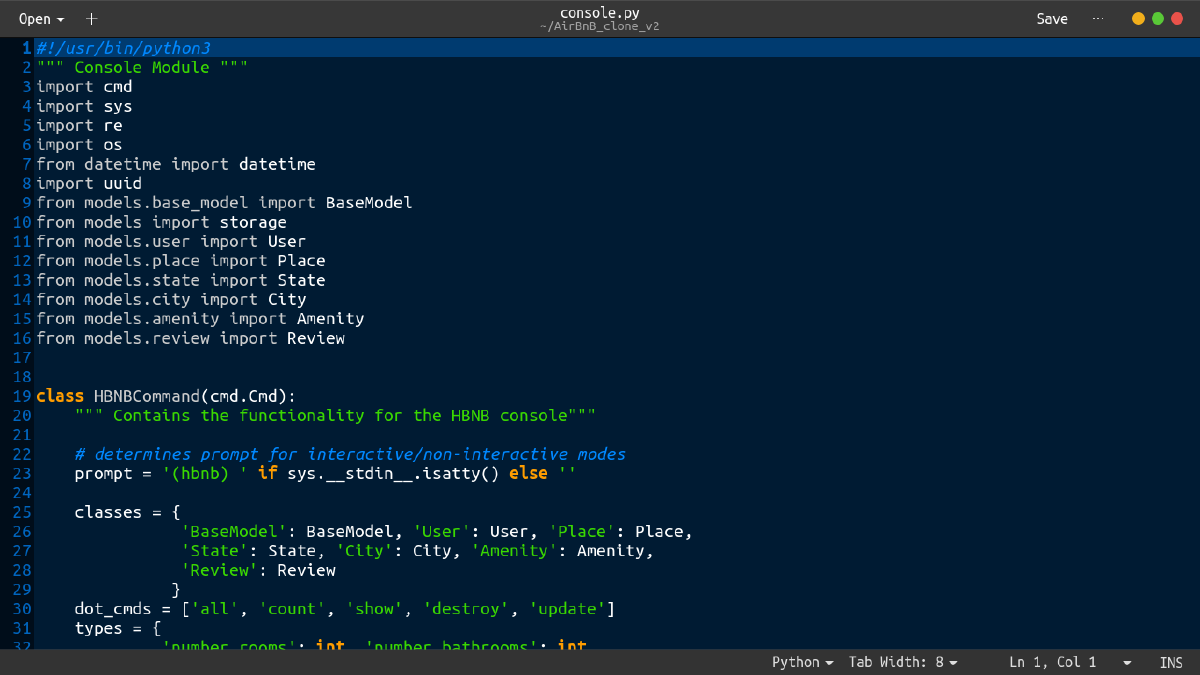 Open
console.py
~/AirBnB_clone_v2
Save
1 #!/usr/bin/python3
2 """ Console Module """
3 import cmd
4 import sys
5 import re
6 import os
7 from datetime import datetime
8 import uuid
9 from models.base_model import BaseModel
10 from models import storage
11 from models.user import User
12 from models.place import Place
13 from models.state import State
14 from models.city import City
15 from models.amenity import Amenity
16 from models.review import Review
17
18
19 class HBNBCommand(cmd.Cmd):
20     """ Contains the functionality for the HBNB console"""
21
22     # determines prompt for interactive/non-interactive modes
23     prompt = '(hbnb) ' if sys.__stdin__.isatty() else ''
24
25     classes = {
26                'BaseModel': BaseModel, 'User': User, 'Place': Place,
27                'State': State, 'City': City, 'Amenity': Amenity,
28                'Review': Review
29               }
30     dot_cmds = ['all', 'count', 'show', 'destroy', 'update']
31     types = {
32              'number_rooms': int, 'number_bathrooms': int
Python Tab Width: 8 Ln 1, Col 1 INS